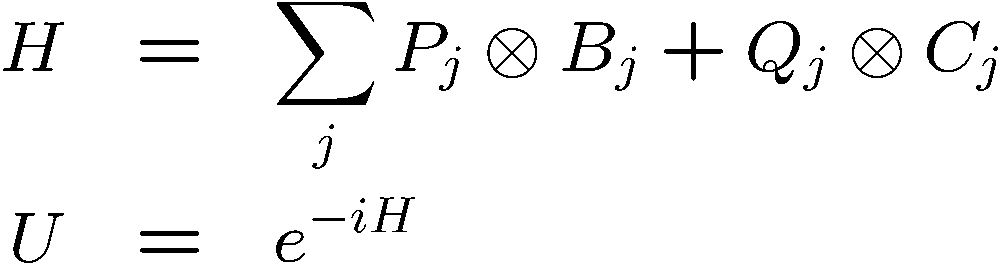 H = ∑_j P_j ⊗ B_j + Q_j ⊗ C_j
U = e^{-iH}